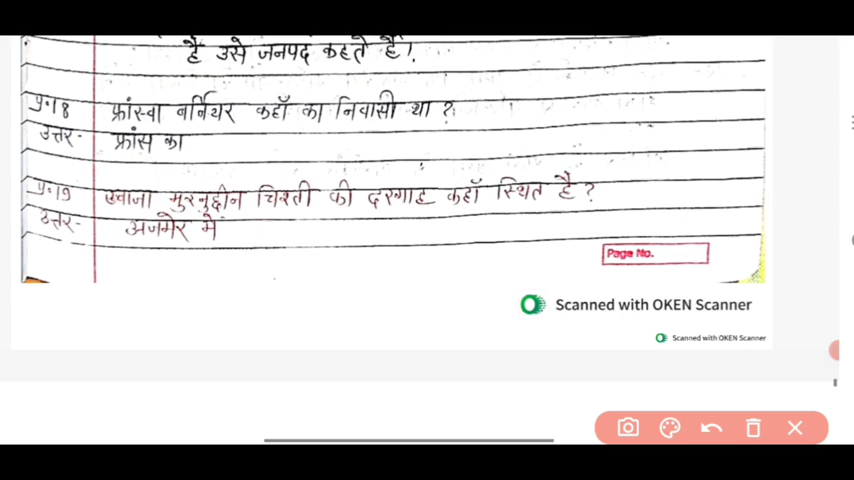 है उसे जनपद कहते है।
प्र.18 फ्रांस्वा बर्नियर कहाँ का निवासी था ?
उत्तर- फ्रांस का
प्र.19 ख्वाजा मुइनुद्दीन चिश्ती की दरगाह कहाँ स्थित है ?
उत्तर- अजमेर मे
Page No.
Scanned with OKEN Scanner
Scanned with OKEN Scanner